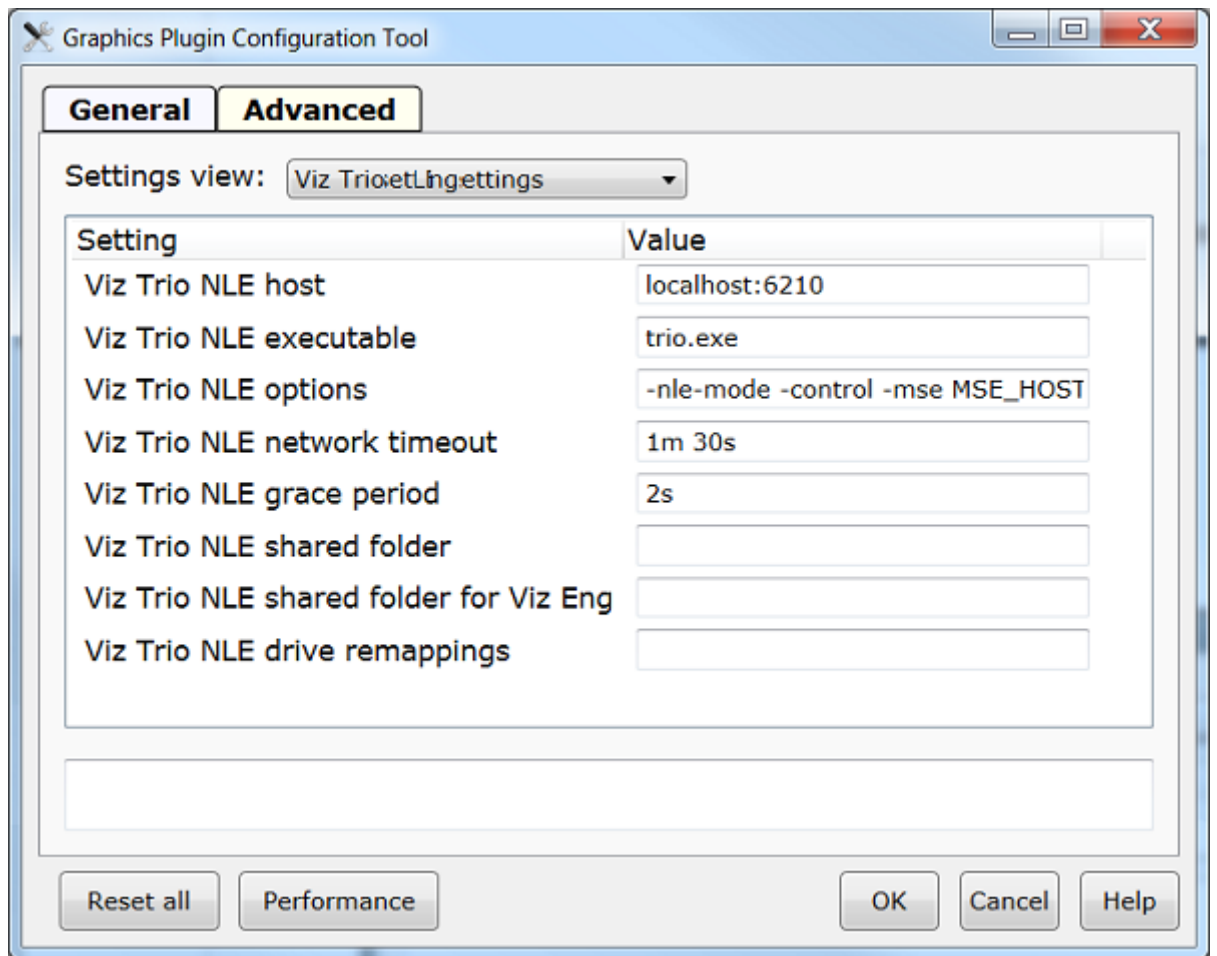 Graphics Plugin Configuration Tool
General Advanced
Settings view: Viz Trio
Setting Value
Viz Trio NLE host localhost:6210
Viz Trio NLE executable trio.exe
Viz Trio NLE options -nle-mode -control -mse MSE_HOST
Viz Trio NLE network timeout 1m 30s
Viz Trio NLE grace period 2s
Viz Trio NLE shared folder
Viz Trio NLE shared folder for Viz Eng
Viz Trio NLE drive remappings
Reset all Performance OK Cancel Help